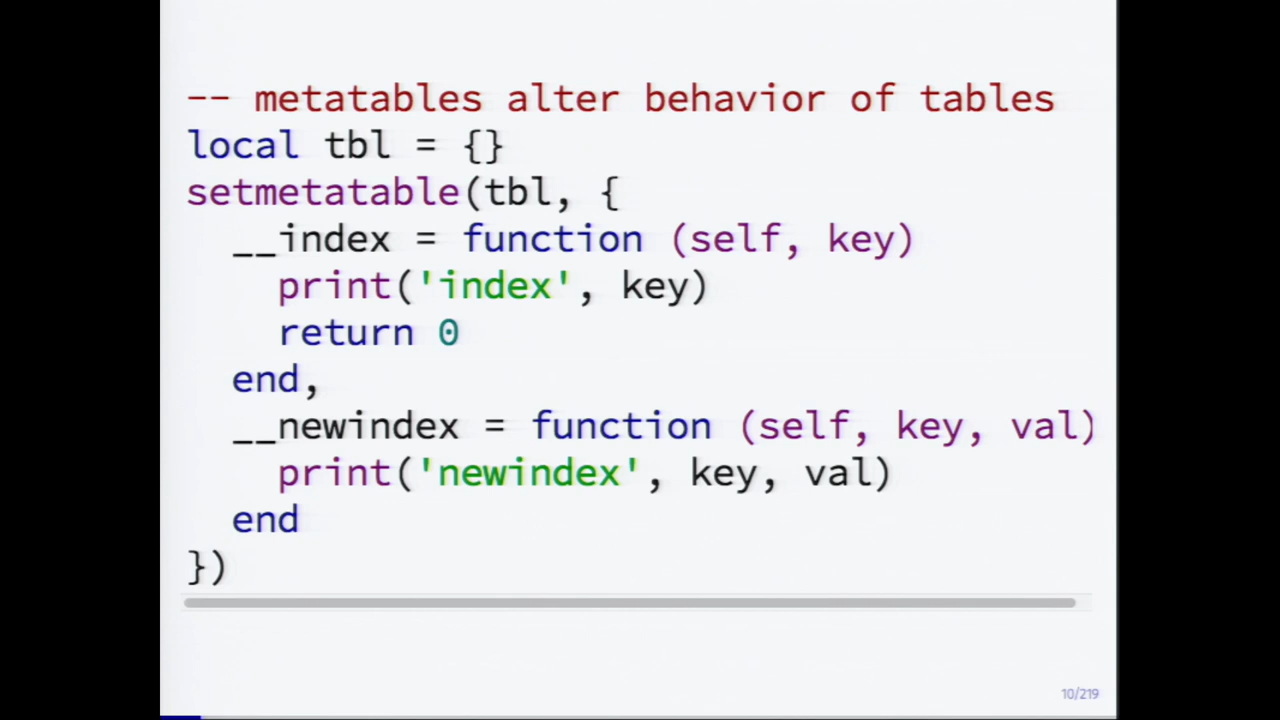 -- metatables alter behavior of tables
local tbl = {}
setmetatable(tbl, {
  __index = function (self, key)
    print('index', key)
    return 0
  end,
  __newindex = function (self, key, val)
    print('newindex', key, val)
  end
})
10/219